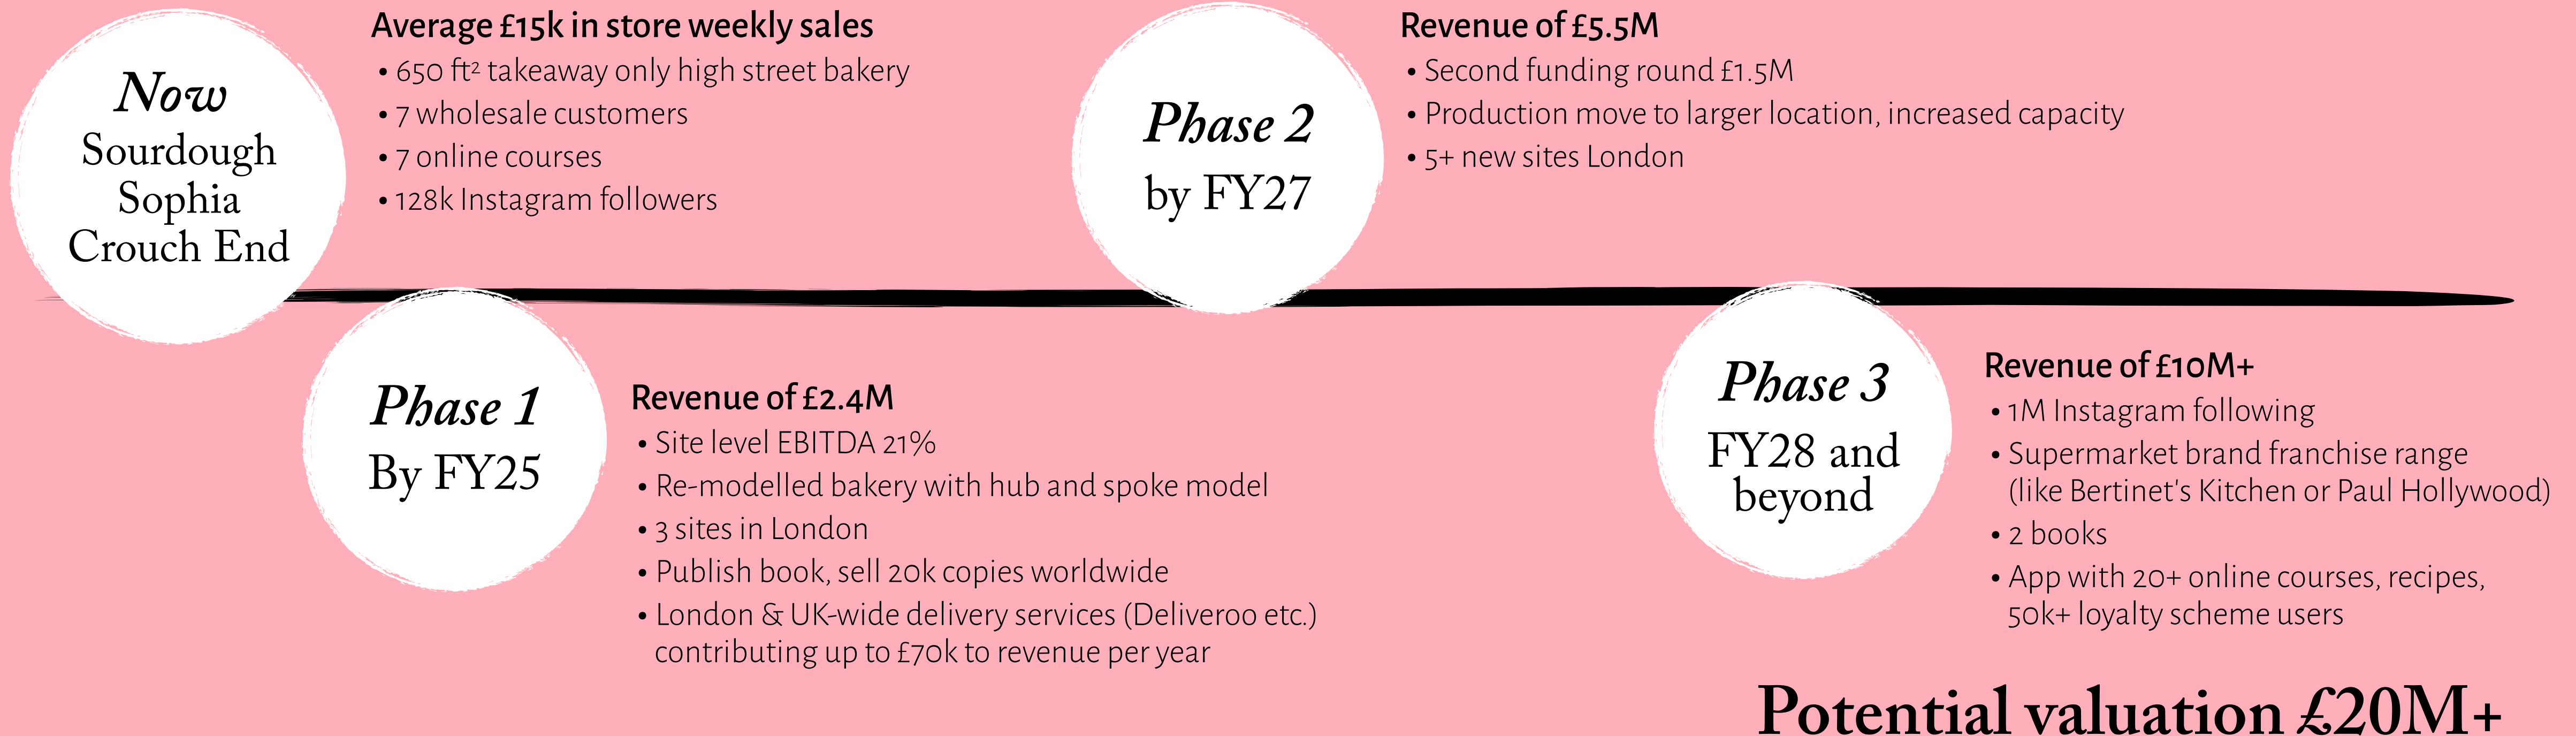 Now
Sourdough
Sophia
Crouch End
Average £15k in store weekly sales
• 650 ft² takeaway only high street bakery
• 7 wholesale customers
• 7 online courses
• 128k Instagram followers
Phase 1
By FY25
Revenue of £2.4M
• Site level EBITDA 21%
• Re-modelled bakery with hub and spoke model
• 3 sites in London
• Publish book, sell 20k copies worldwide
• London & UK-wide delivery services (Deliveroo etc.)
contributing up to £70k to revenue per year
Phase 2
by FY27
Revenue of £5.5M
• Second funding round £1.5M
• Production move to larger location, increased capacity
• 5+ new sites London
Phase 3
FY28 and
beyond
Revenue of £10M+
• 1M Instagram following
• Supermarket brand franchise range
(like Bertinet's Kitchen or Paul Hollywood)
• 2 books
• App with 20+ online courses, recipes,
50k+ loyalty scheme users
Potential valuation £20M+